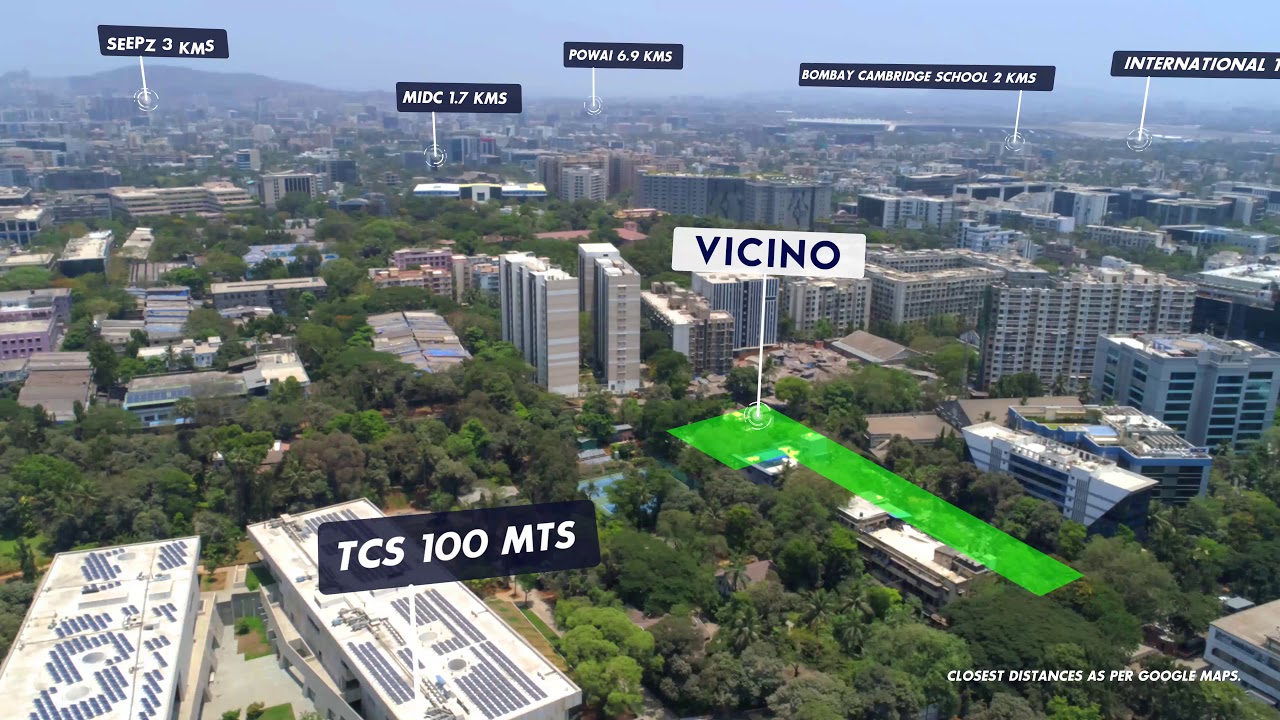 SEEPZ 3 KMS
POWAI 6.9 KMS
INTERNATIONAL
BOMBAY CAMBRIDGE SCHOOL 2 KMS
MIDC 1.7 KMS
VICINO
TCS 100 MTS
CLOSEST DISTANCES AS PER GOOGLE MAPS.